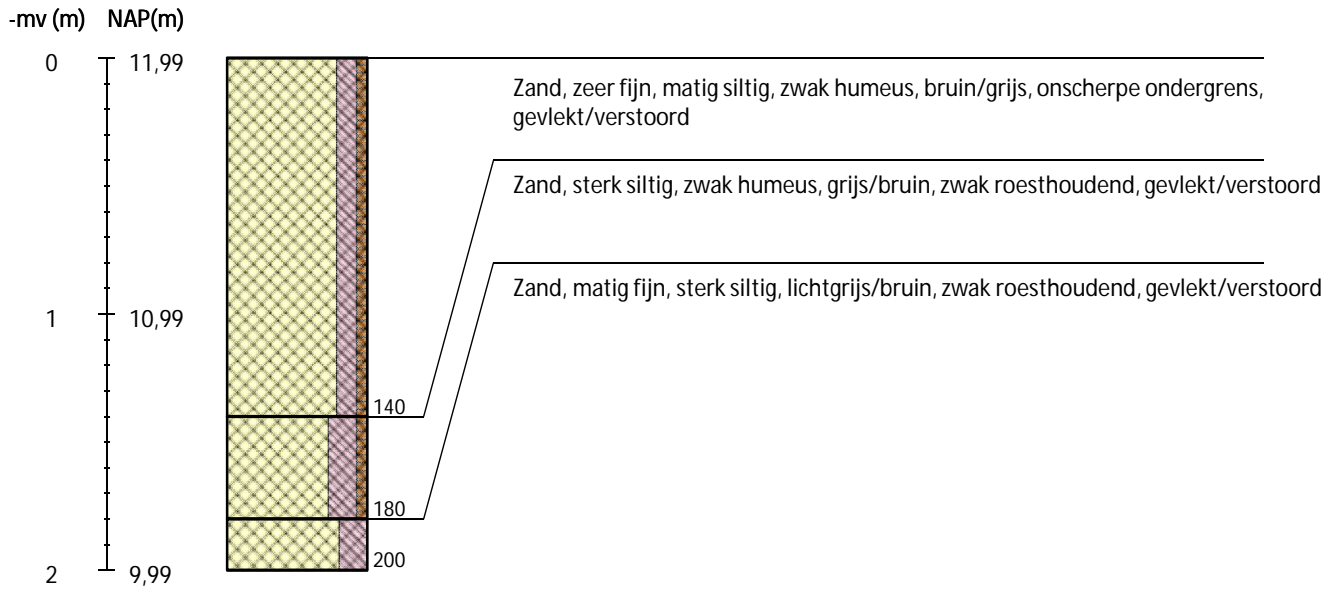 -mv (m) NAP(m)
0 11,99
Zand, zeer fijn, matig siltig, zwak humeus, bruin/grijs, onscherpe ondergrens,
gevlekt/verstoord
Zand, sterk siltig, zwak humeus, grijs/bruin, zwak roesthoudend, gevlekt/verstoord
Zand, matig fijn, sterk siltig, lichtgrijs/bruin, zwak roesthoudend, gevlekt/verstoord
1 10,99
140
180
200
2 9,99